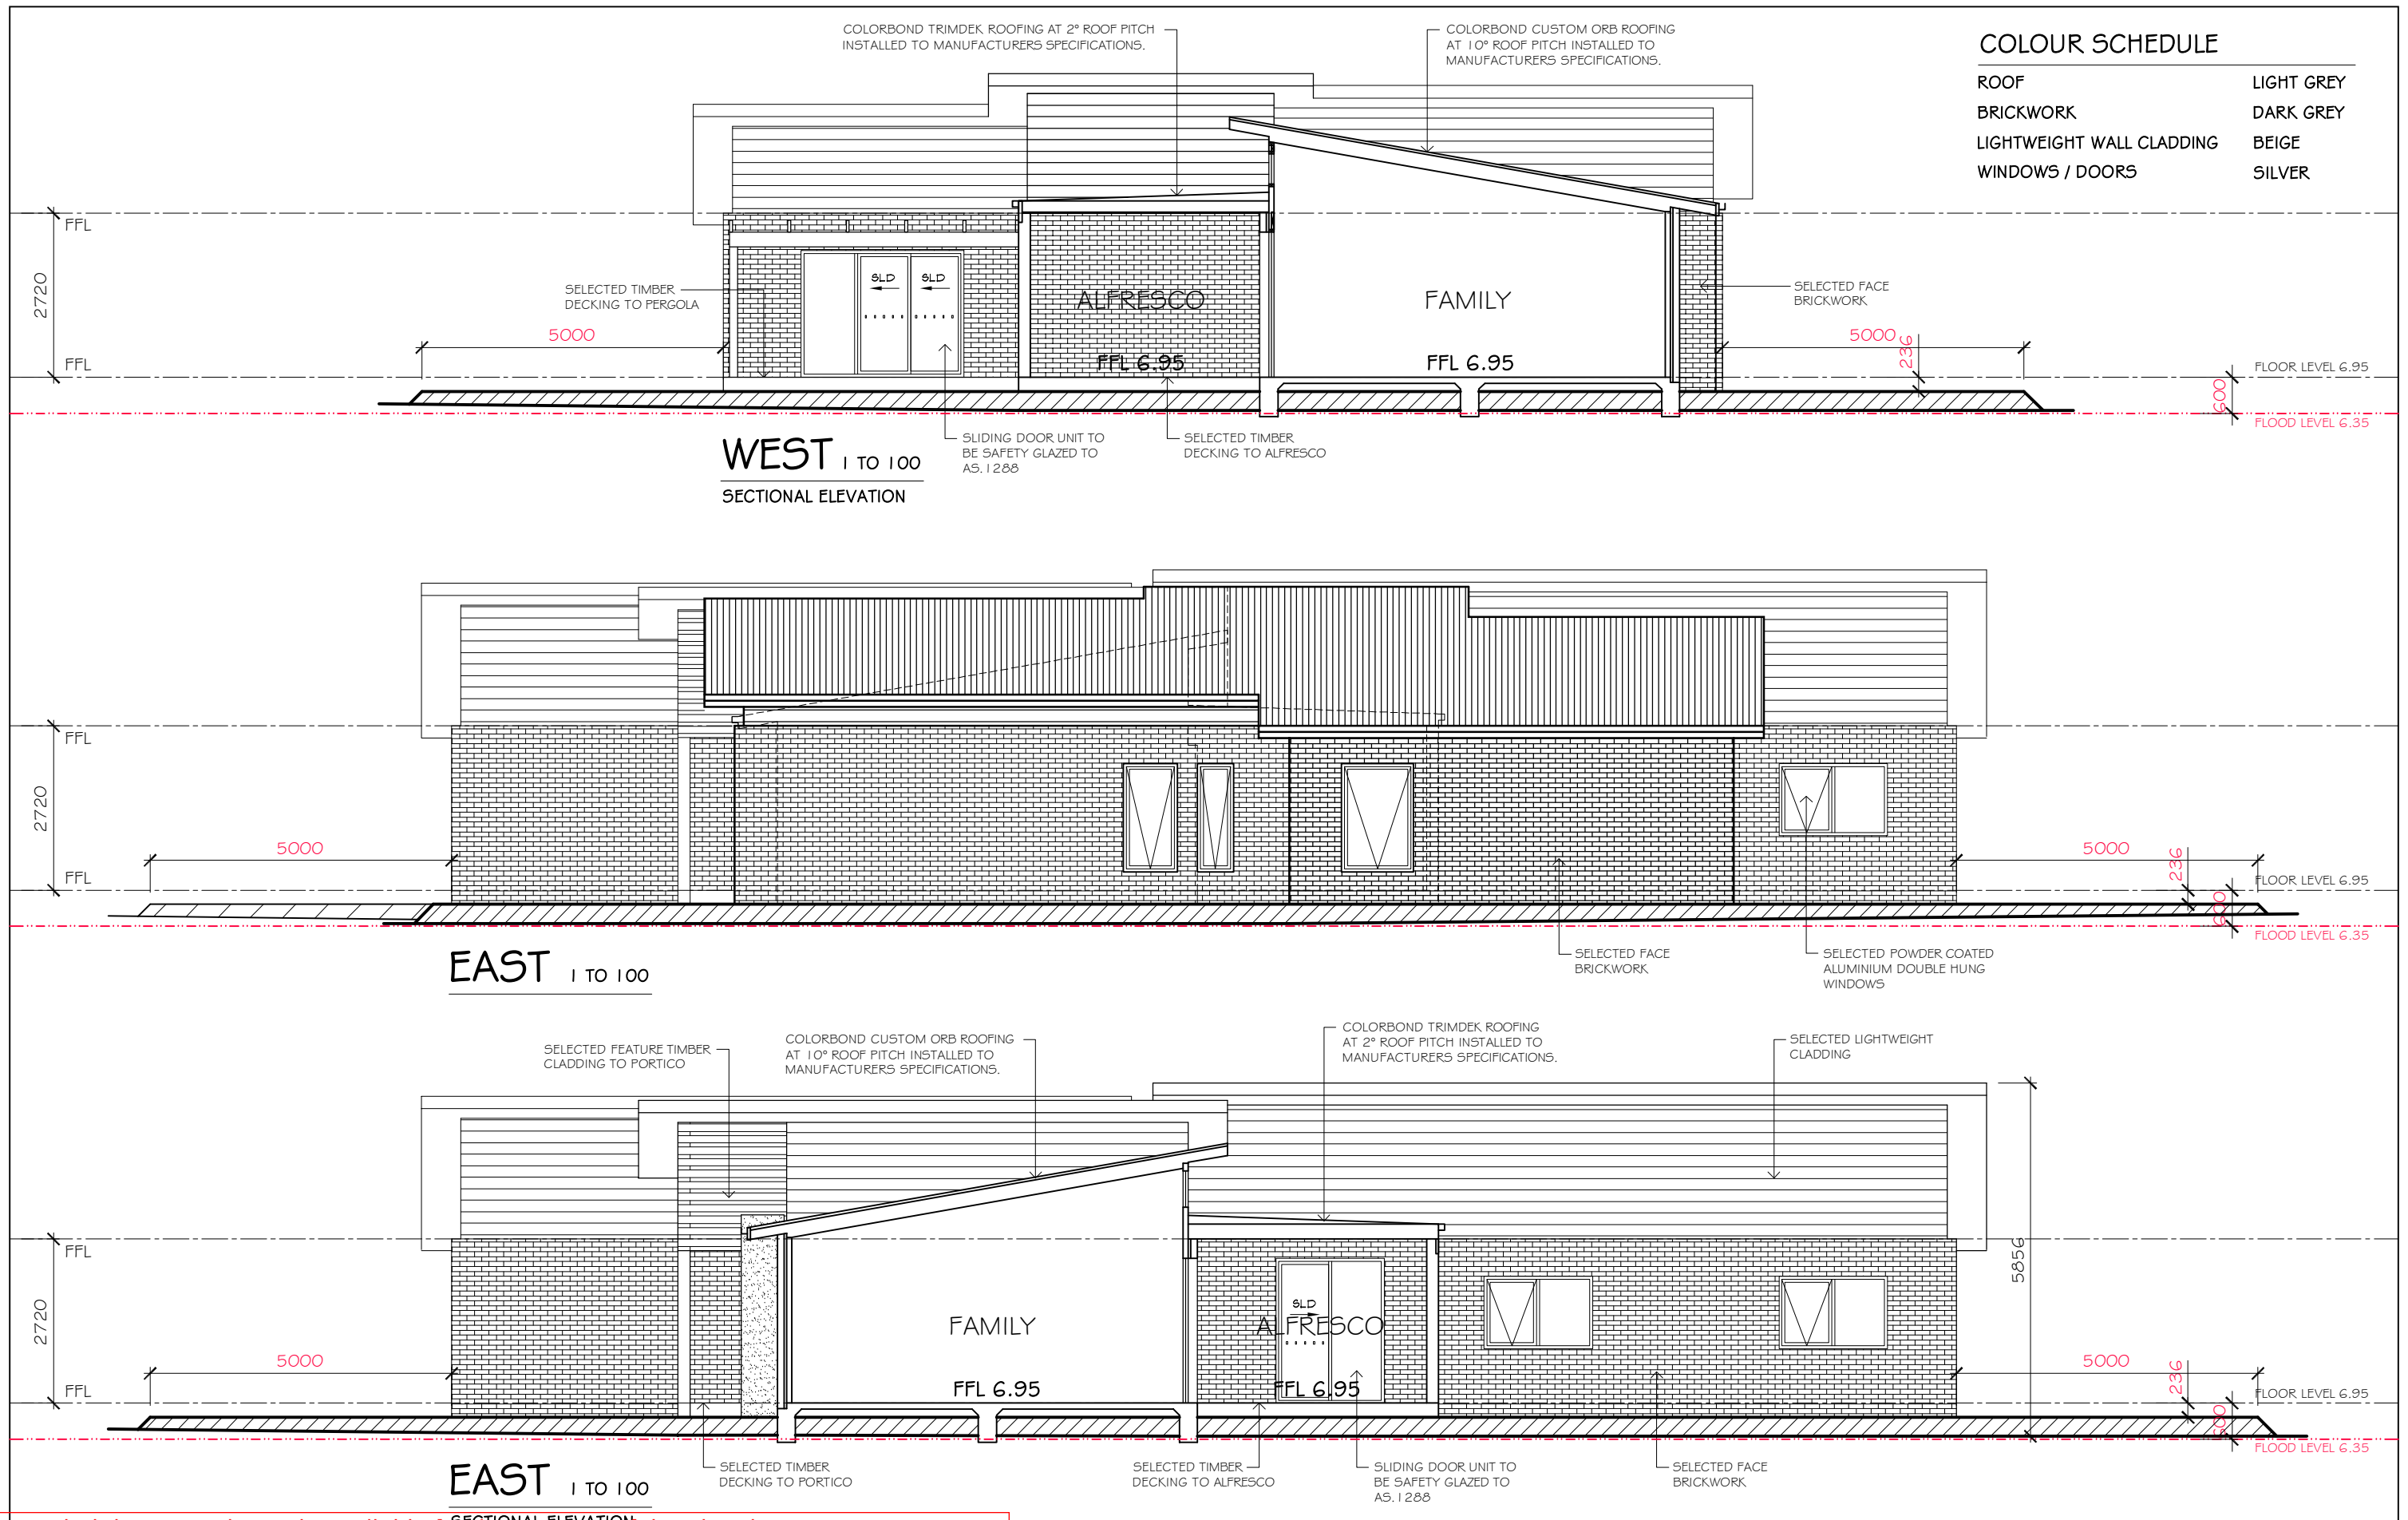 COLORBOND TRIMDEK ROOFING AT 2° ROOF PITCH
INSTALLED TO MANUFACTURERS SPECIFICATIONS.
COLORBOND CUSTOM ORB ROOFING
AT 10° ROOF PITCH INSTALLED TO
MANUFACTURERS SPECIFICATIONS.
COLOUR SCHEDULE
ROOF LIGHT GREY
BRICKWORK DARK GREY
LIGHTWEIGHT WALL CLADDING BEIGE
WINDOWS / DOORS SILVER
FFL
2720
FFL
5000
SELECTED TIMBER
DECKING TO PERGOLA
SLD SLD
ALFRESCO
FFL 6.95
FAMILY
FFL 6.95
SELECTED FACE
BRICKWORK
5000
236
FLOOR LEVEL 6.95
600
FLOOD LEVEL 6.35
WEST 1 TO 100
SECTIONAL ELEVATION
SLIDING DOOR UNIT TO
BE SAFETY GLAZED TO
AS.1288
SELECTED TIMBER
DECKING TO ALFRESCO
FFL
2720
FFL
5000
5000
236
FLOOR LEVEL 6.95
600
FLOOD LEVEL 6.35
EAST 1 TO 100
SELECTED FACE
BRICKWORK
SELECTED POWDER COATED
ALUMINIUM DOUBLE HUNG
WINDOWS
SELECTED FEATURE TIMBER
CLADDING TO PORTICO
COLORBOND CUSTOM ORB ROOFING
AT 10° ROOF PITCH INSTALLED TO
MANUFACTURERS SPECIFICATIONS.
COLORBOND TRIMDEK ROOFING
AT 2° ROOF PITCH INSTALLED TO
MANUFACTURERS SPECIFICATIONS.
SELECTED LIGHTWEIGHT
CLADDING
FFL
2720
FFL
5000
FAMILY
FFL 6.95
SLD
ALFRESCO
FFL 6.95
5856
5000
236
FLOOR LEVEL 6.95
600
FLOOD LEVEL 6.35
EAST 1 TO 100
SECTIONAL ELEVATION
SELECTED TIMBER
DECKING TO PORTICO
SELECTED TIMBER
DECKING TO ALFRESCO
SLIDING DOOR UNIT TO
BE SAFETY GLAZED TO
AS.1288
SELECTED FACE
BRICKWORK